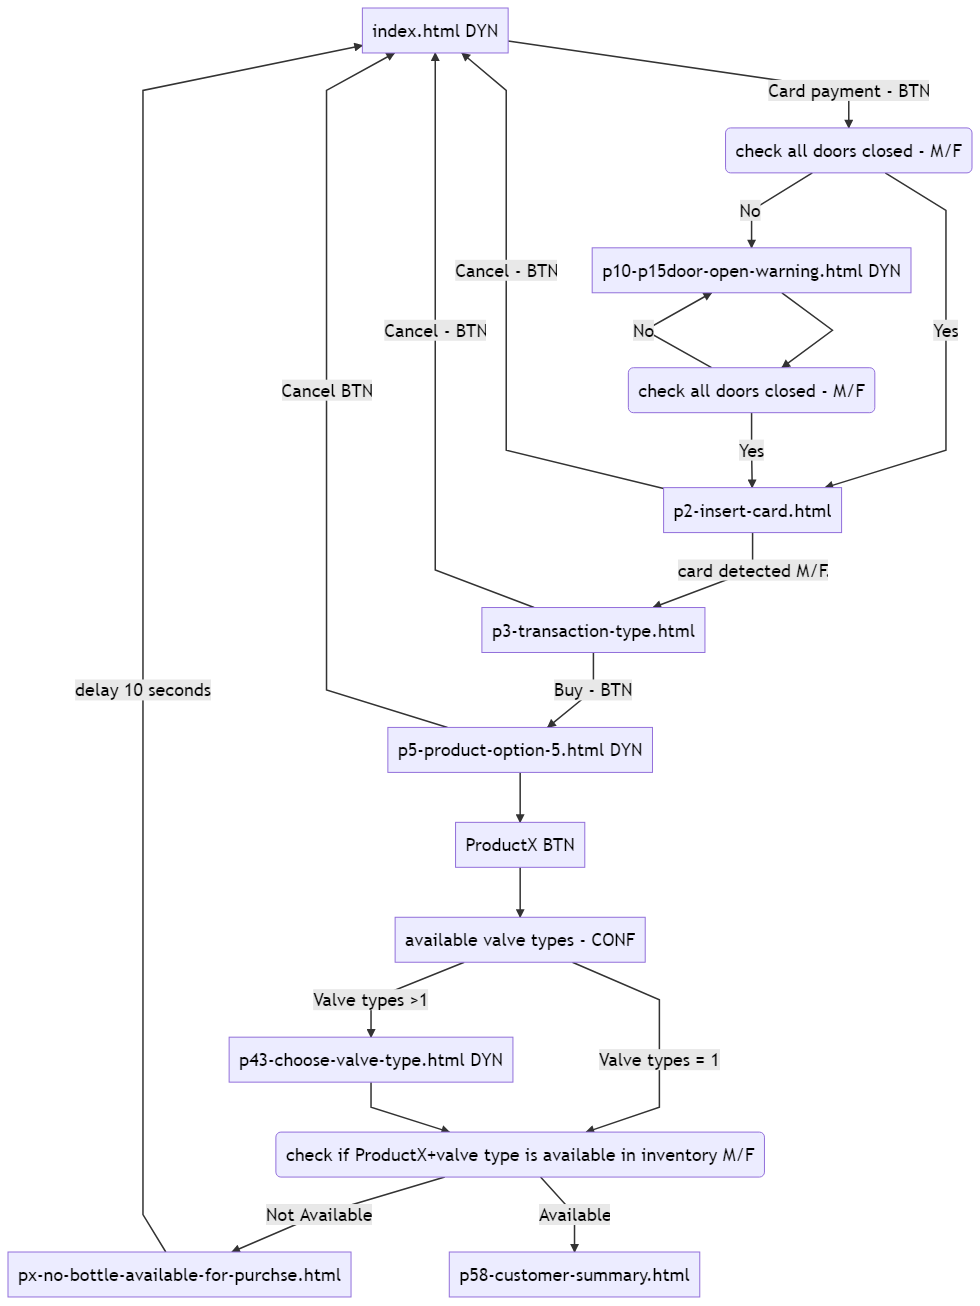 index.html DYN
Card payment - BTN
check all doors closed - M/F
No
p10-p15door-open-warning.html DYN
Cancel - BTN
Cancel - BTN
No
Yes
check all doors closed - M/F
Cancel BTN
Yes
p2-insert-card.html
card detected M/F.
p3-transaction-type.html
delay 10 seconds
Buy - BTN
p5-product-option-5.html DYN
ProductX BTN
available valve types - CONF
Valve types >1
p43-choose-valve-type.html DYN
Valve types = 1
check if ProductX+valve type is available in inventory M/F
Not Available
Available
px-no-bottle-available-for-purchse.html
p58-customer-summary.html